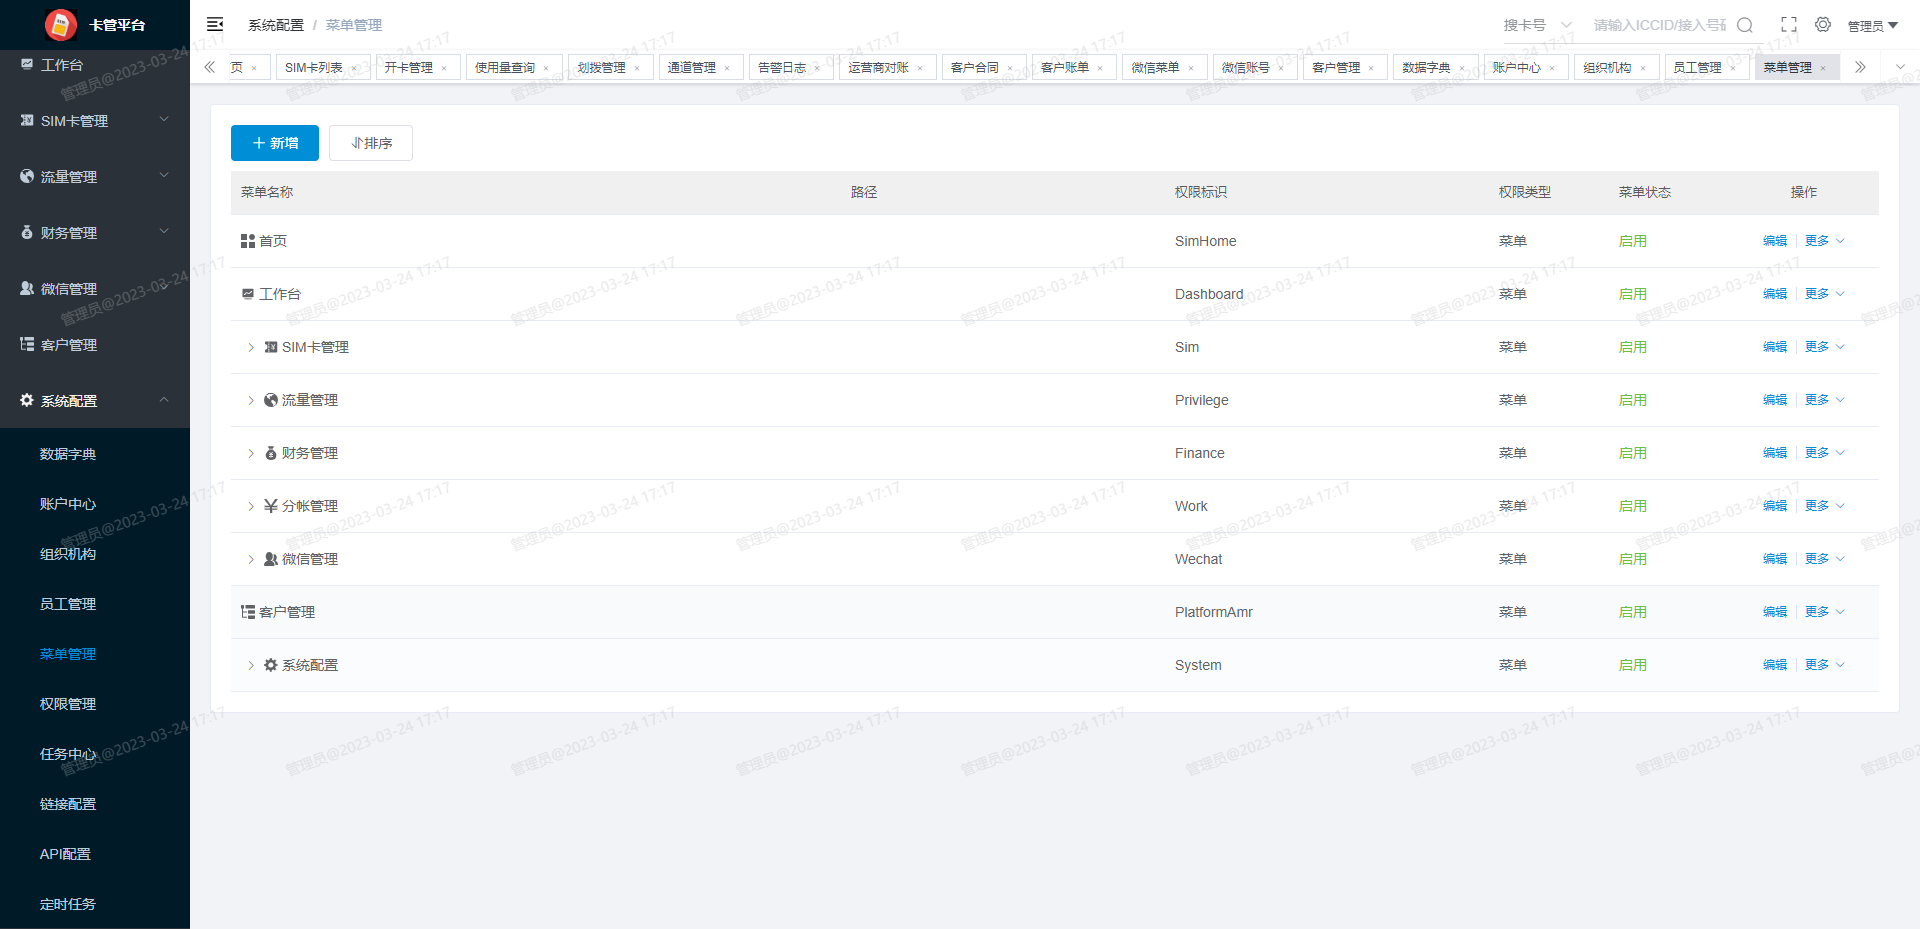 卡管平台
系统配置 / 菜单管理
搜卡号 请输入ICCID/接入号码
管理员
页 × SIM卡列表 × 开卡管理 × 使用量查询 × 划拨管理 × 通道管理 × 告警日志 × 运营商对账 × 客户合同 × 客户账单 × 微信菜单 × 微信账号 × 客户管理 × 数据字典 × 账户中心 × 组织机构 × 员工管理 × 菜单管理 ×
工作台
SIM卡管理
流量管理
财务管理
微信管理
客户管理
系统配置
数据字典
账户中心
组织机构
员工管理
菜单管理
权限管理
任务中心
链接配置
API配置
定时任务
新增 排序
菜单名称 路径 权限标识 权限类型 菜单状态 操作
首页 SimHome 菜单 启用 编辑 更多
工作台 Dashboard 菜单 启用 编辑 更多
SIM卡管理 Sim 菜单 启用 编辑 更多
流量管理 Privilege 菜单 启用 编辑 更多
财务管理 Finance 菜单 启用 编辑 更多
分帐管理 Work 菜单 启用 编辑 更多
微信管理 Wechat 菜单 启用 编辑 更多
客户管理 PlatformAmr 菜单 启用 编辑 更多
系统配置 System 菜单 启用 编辑 更多
管理员@2023-03-24 17:17